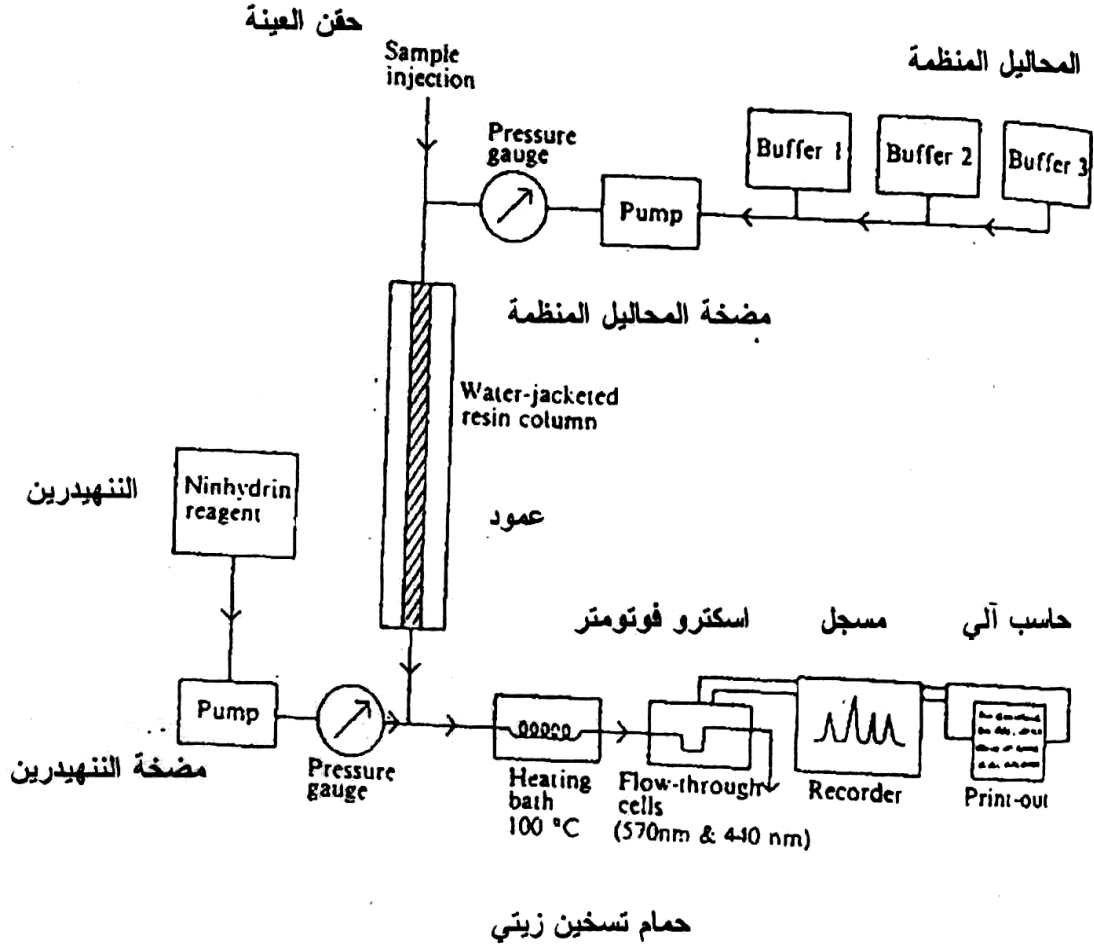 حقن العينة
Sample
injection
المحاليل المنظمة
Pressure
gauge
Buffer 1
Buffer 2
Buffer 3
Pump
مضخة المحاليل المنظمة
Water-jacketed
resin column
الننهيدرين
Ninhydrin
reagent
عمود
اسكترو فوتومتر
مسجل
حاسب آلي
Pump
مضخة الننهيدرين
Pressure
gauge
Heating
bath
100 °C
Flow-through
cells
(570nm & 440 nm)
Recorder
Print-out
حمام تسخين زيتي